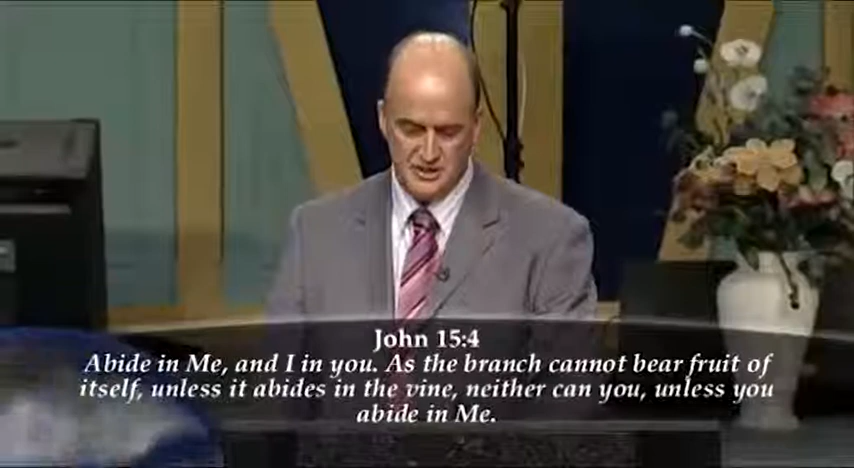 John 15:4
Abide in Me, and I in you. As the branch cannot bear fruit of
itself, unless it abides in the vine, neither can you, unless you
abide in Me.